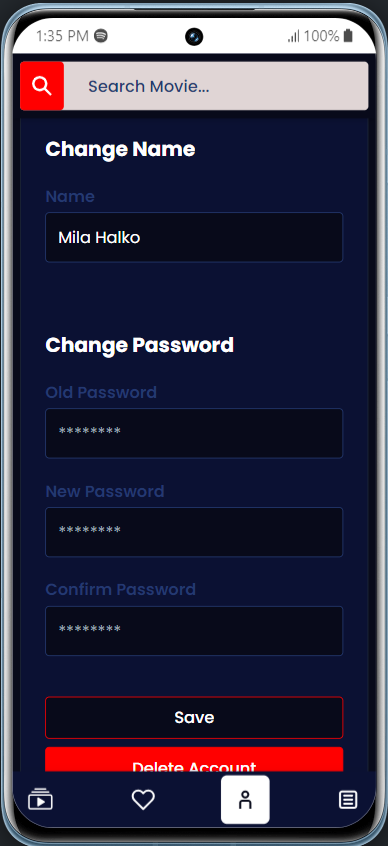 1:35 PM
100%
Search Movie...
Change Name
Name
Mila Halko
Change Password
Old Password
********
New Password
********
Confirm Password
********
Save
Delete Account